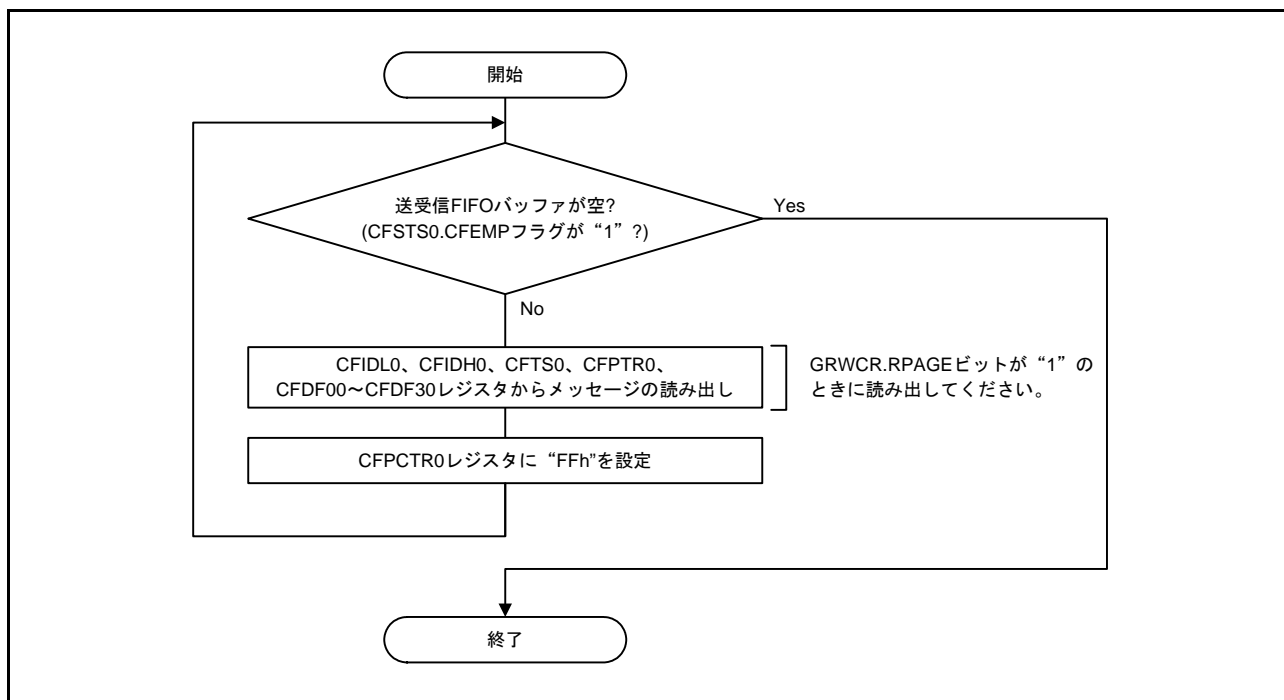 開始
送受信FIFOバッファが空?
(CFSTS0.CFEMPフラグが“1”?)
Yes
No
CFIDL0、CFIDH0、CFTS0、CFPTR0、
CFDF00～CFDF30レジスタからメッセージの読み出し
GRWCR.RPAGEビットが“1”の
ときに読み出してください。
CFPCTR0レジスタに“FFh”を設定
終了